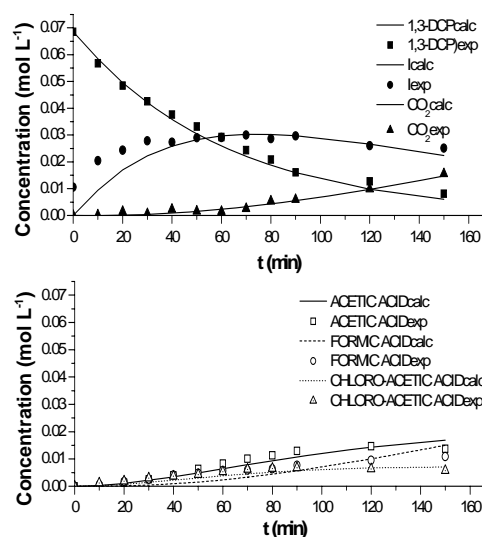 0.07
0.06
0.05
0.04
0.03
0.02
0.01
0.00
Concentration (mol L⁻¹)
1,3-DCPcalc
1,3-DCP)exp
Icalc
Iexp
CO₂calc
CO₂exp
0 20 40 60 80 100 120 140 160
t (min)
0.07
0.06
0.05
0.04
0.03
0.02
0.01
0.00
Concentration (mol L⁻¹)
ACETIC ACIDcalc
ACETIC ACIDexp
FORMIC ACIDcalc
FORMIC ACIDexp
CHLORO-ACETIC ACIDcalc
CHLORO-ACETIC ACIDexp
0 20 40 60 80 100 120 140 160
t (min)